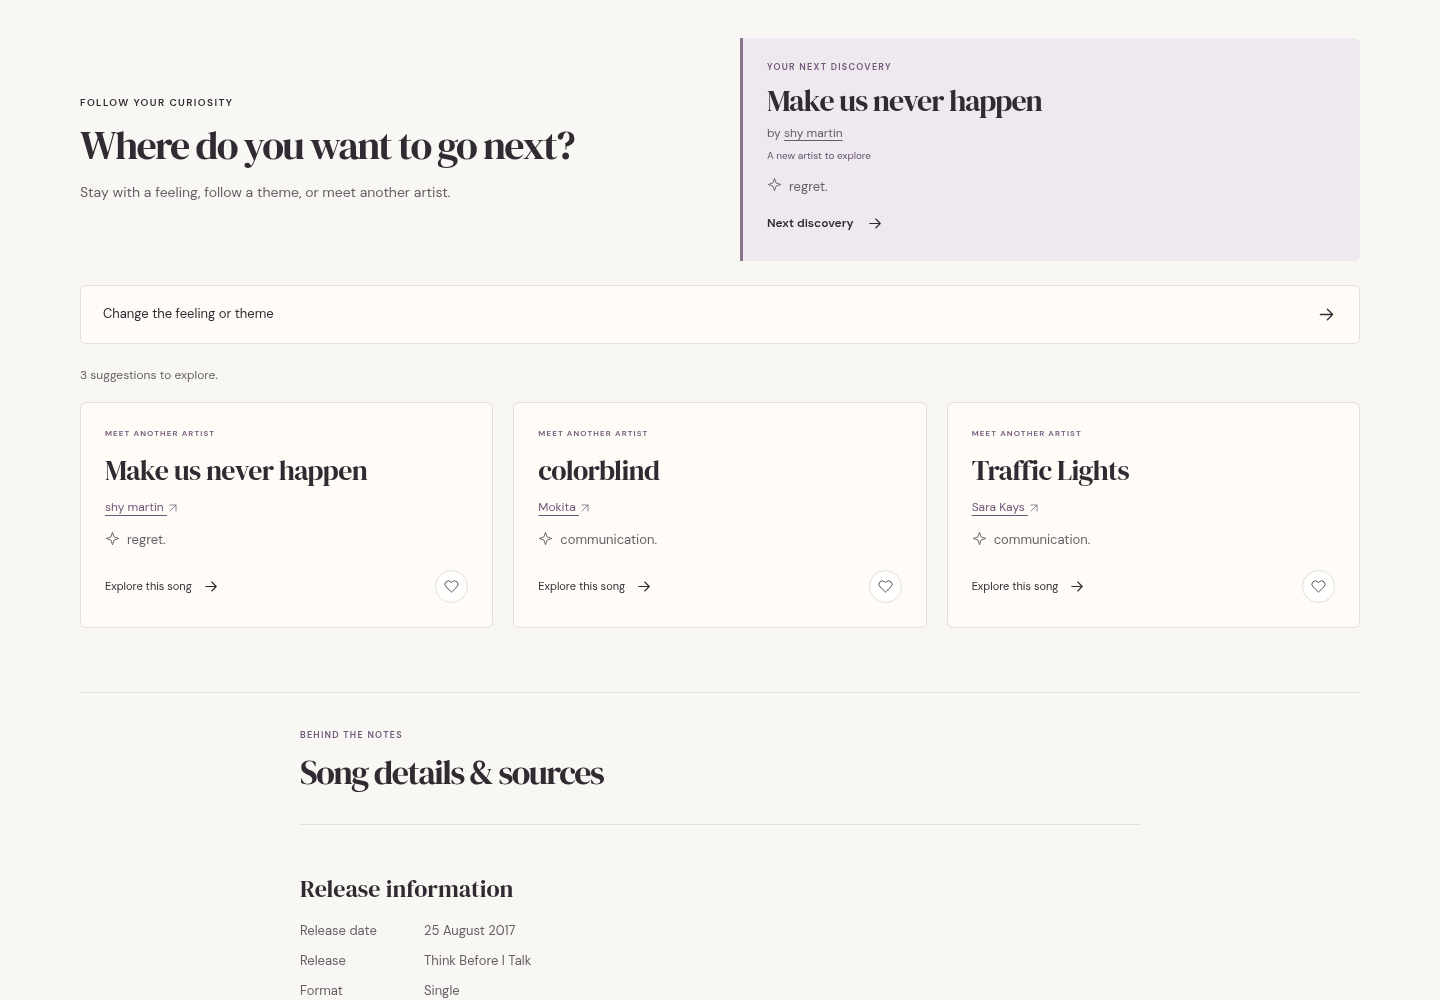 FOLLOW YOUR CURIOSITY
Where do you want to go next?
Stay with a feeling, follow a theme, or meet another artist.
YOUR NEXT DISCOVERY
Make us never happen
by shy martin
A new artist to explore
regret.
Next discovery
Change the feeling or theme
3 suggestions to explore.
MEET ANOTHER ARTIST
Make us never happen
shy martin
regret.
Explore this song
MEET ANOTHER ARTIST
colorblind
Mokita
communication.
Explore this song
MEET ANOTHER ARTIST
Traffic Lights
Sara Kays
communication.
Explore this song
BEHIND THE NOTES
Song details & sources
Release information
Release date 25 August 2017
Release Think Before I Talk
Format Single